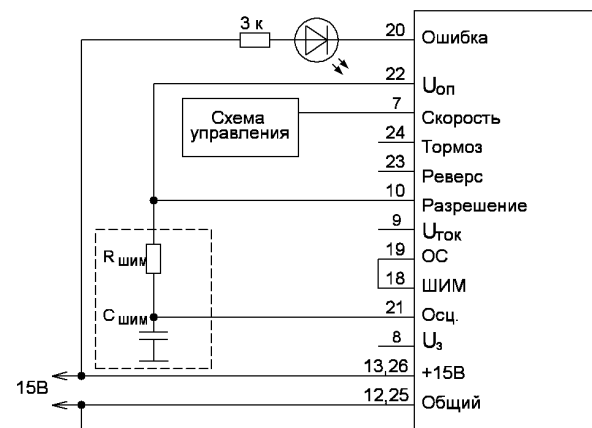 3 к
20
Ошибка
22
Uоп
7
Скорость
Схема
управления
24
Тормоз
23
Реверс
10
Разрешение
9
Uток
19
ОС
Rшим
18
ШИМ
Cшим
21
Осц.
8
Uз
13,26
+15В
15В
12,25
Общий